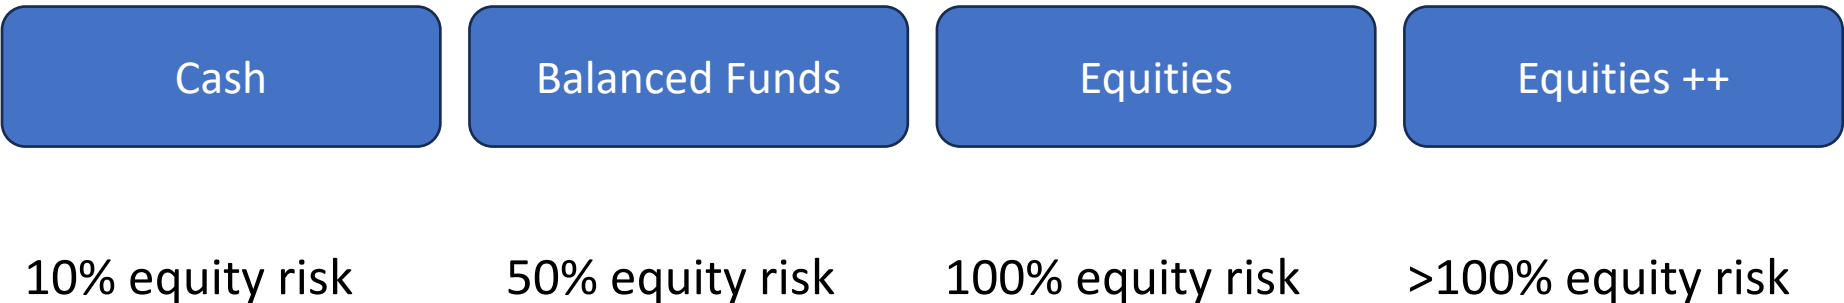 Cash
Balanced Funds
Equities
Equities ++
10% equity risk
50% equity risk
100% equity risk
>100% equity risk